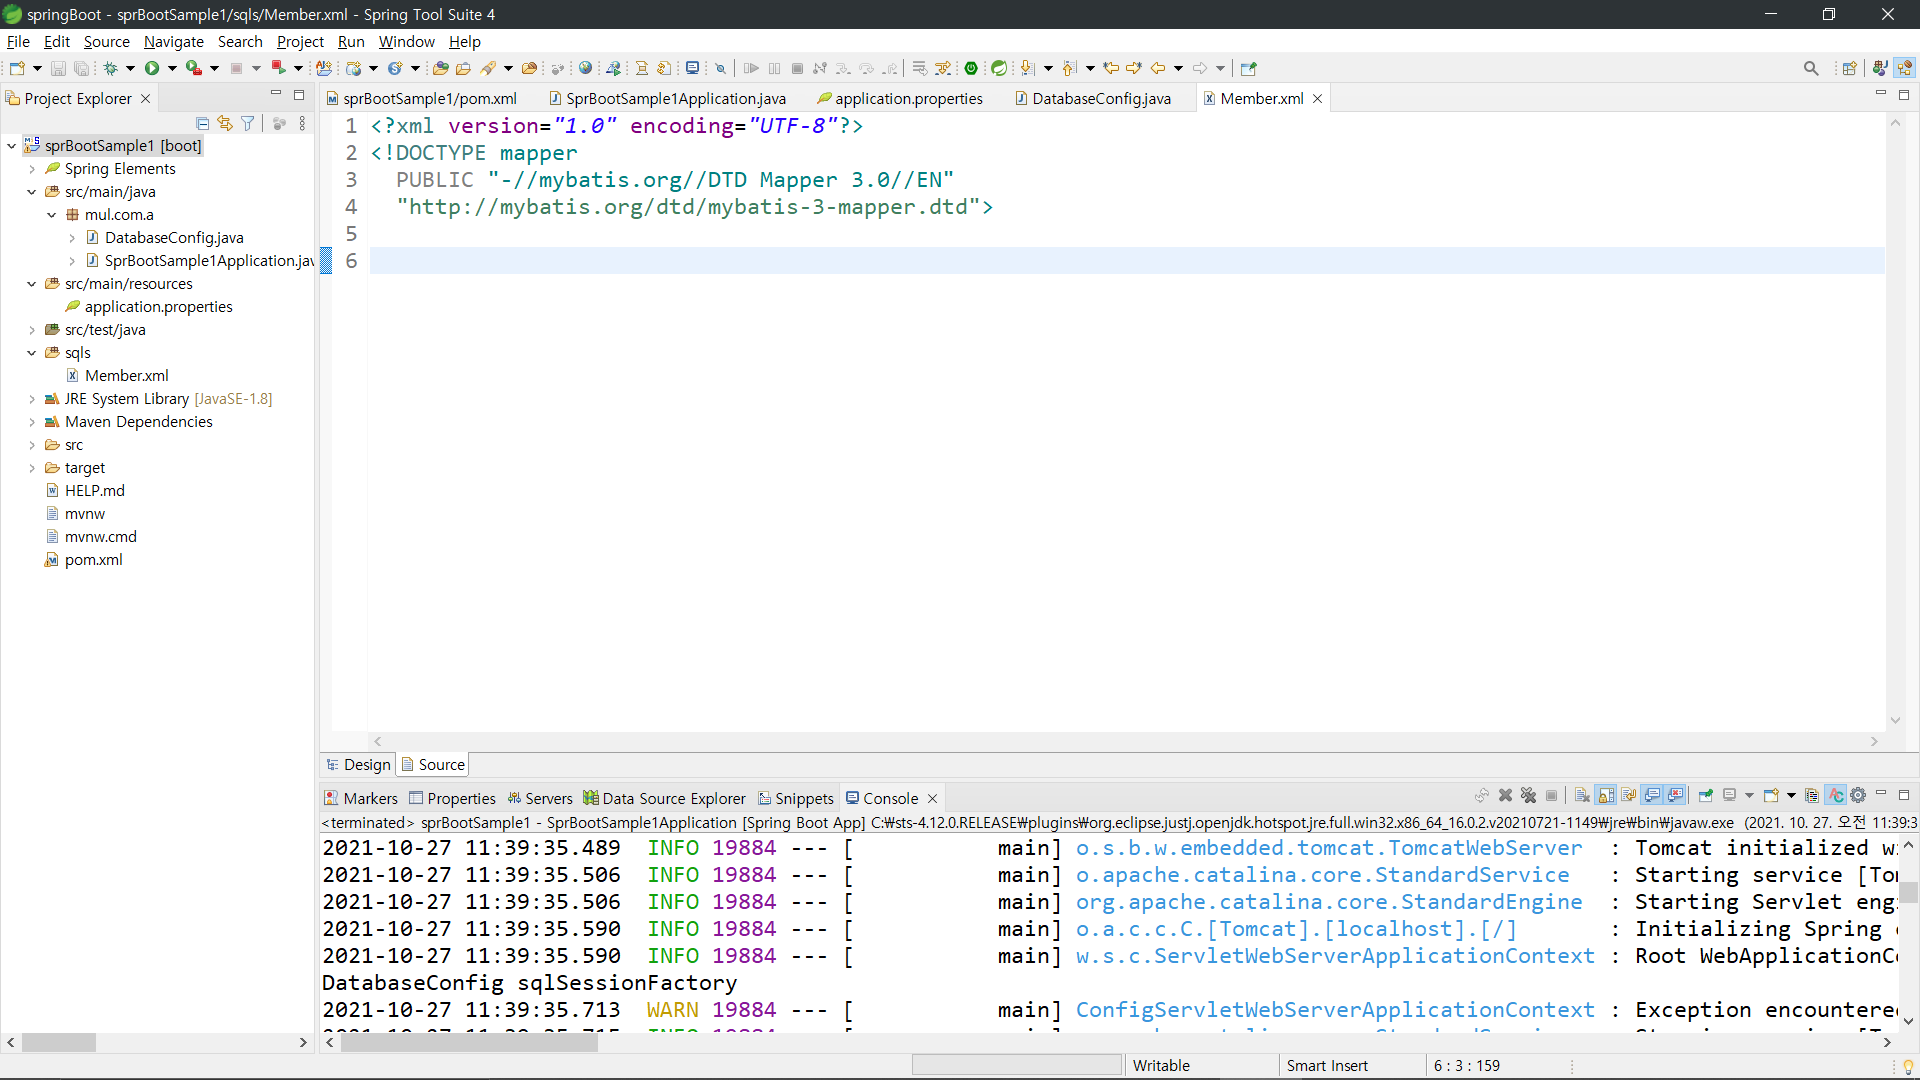 springBoot - sprBootSample1/sqls/Member.xml - Spring Tool Suite 4
File Edit Source Navigate Search Project Run Window Help
Project Explorer
sprBootSample1 [boot]
Spring Elements
src/main/java
mul.com.a
DatabaseConfig.java
SprBootSample1Application.jav
src/main/resources
application.properties
src/test/java
sqls
Member.xml
JRE System Library [JavaSE-1.8]
Maven Dependencies
src
target
HELP.md
mvnw
mvnw.cmd
pom.xml
sprBootSample1/pom.xml SprBootSample1Application.java application.properties DatabaseConfig.java Member.xml
1 <?xml version="1.0" encoding="UTF-8"?>
2 <!DOCTYPE mapper
3 PUBLIC "-//mybatis.org//DTD Mapper 3.0//EN"
4 "http://mybatis.org/dtd/mybatis-3-mapper.dtd">
5
6
Design Source
Markers Properties Servers Data Source Explorer Snippets Console
<terminated> sprBootSample1 - SprBootSample1Application [Spring Boot App] C:₩sts-4.12.0.RELEASE₩plugins₩org.eclipse.justj.openjdk.hotspot.jre.full.win32.x86_64_16.0.2.v20210721-1149₩jre₩bin₩javaw.exe (2021. 10. 27. 오전 11:39:3
2021-10-27 11:39:35.489 INFO 19884 --- [ main] o.s.b.w.embedded.tomcat.TomcatWebServer : Tomcat initialized wi
2021-10-27 11:39:35.506 INFO 19884 --- [ main] o.apache.catalina.core.StandardService : Starting service [Tom
2021-10-27 11:39:35.506 INFO 19884 --- [ main] org.apache.catalina.core.StandardEngine : Starting Servlet eng
2021-10-27 11:39:35.590 INFO 19884 --- [ main] o.a.c.c.C.[Tomcat].[localhost].[/] : Initializing Spring
2021-10-27 11:39:35.590 INFO 19884 --- [ main] w.s.c.ServletWebServerApplicationContext : Root WebApplicationCo
DatabaseConfig sqlSessionFactory
2021-10-27 11:39:35.713 WARN 19884 --- [ main] ConfigServletWebServerApplicationContext : Exception encountered
Writable Smart Insert 6 : 3 : 159